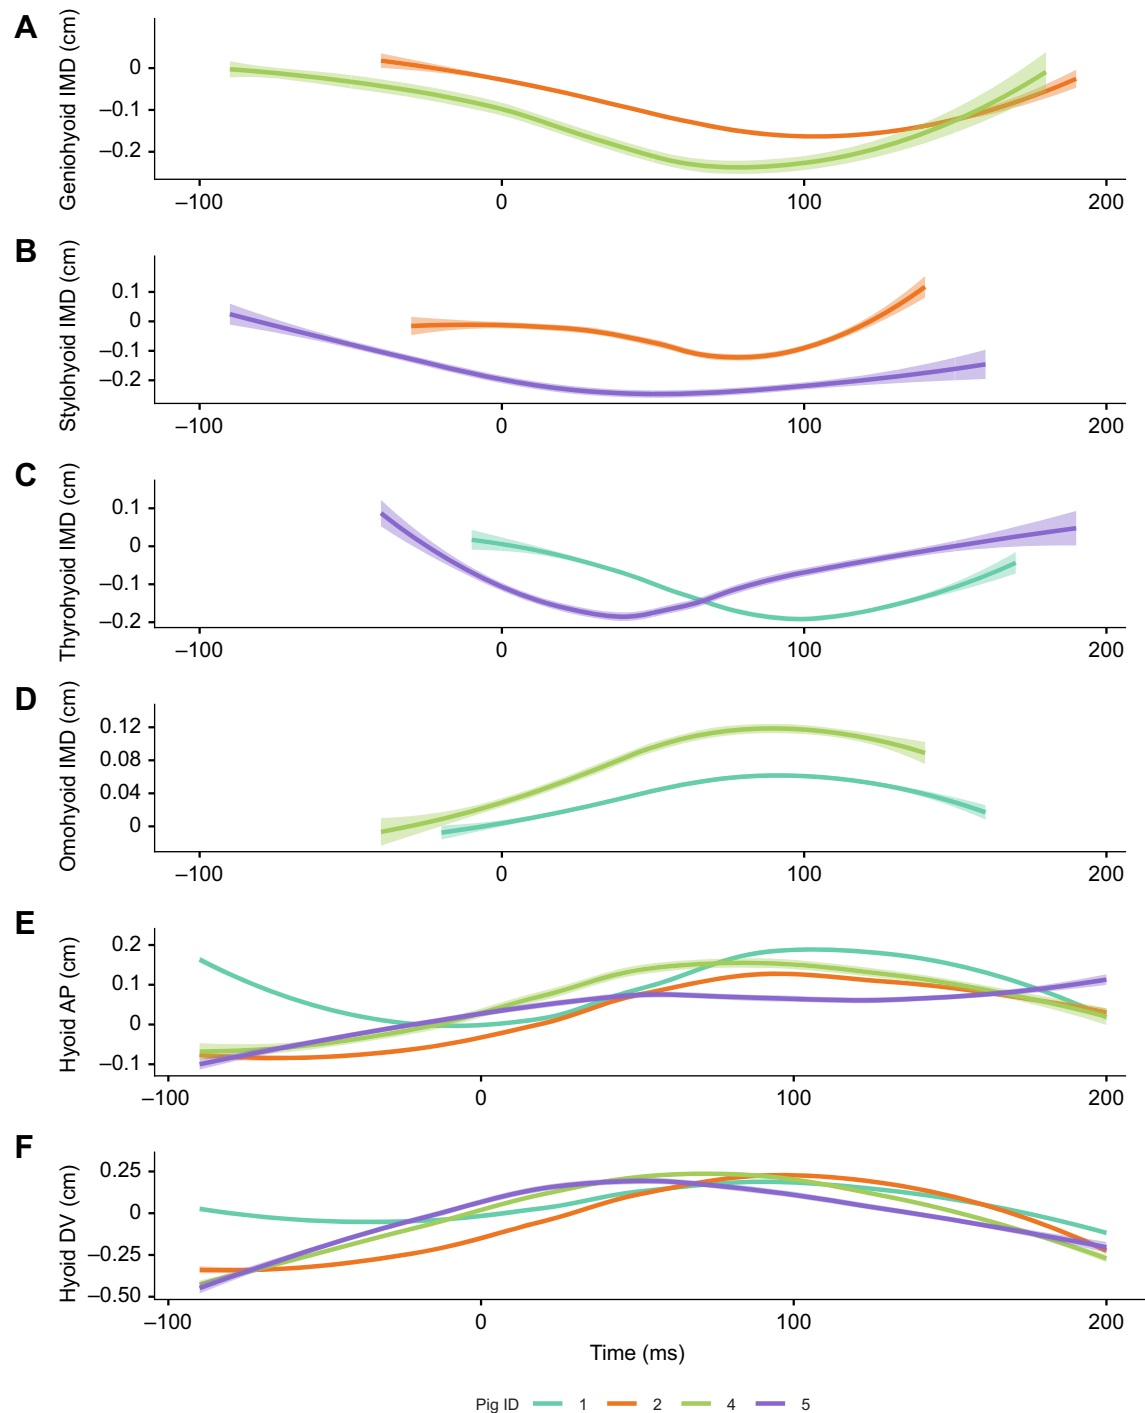 A
Geniohyoid IMD (cm)
0
–0.1
–0.2
–100 0 100 200
B
Stylohyoid IMD (cm)
0.1
0
–0.1
–0.2
–100 0 100 200
C
Thyrohyoid IMD (cm)
0.1
0
–0.1
–0.2
–100 0 100 200
D
Omohyoid IMD (cm)
0.12
0.08
0.04
0
–100 0 100 200
E
Hyoid AP (cm)
0.2
0.1
0
–0.1
–100 0 100 200
F
Hyoid DV (cm)
0.25
0
–0.25
–0.50
–100 0 100 200
Time (ms)
Pig ID 1 2 4 5